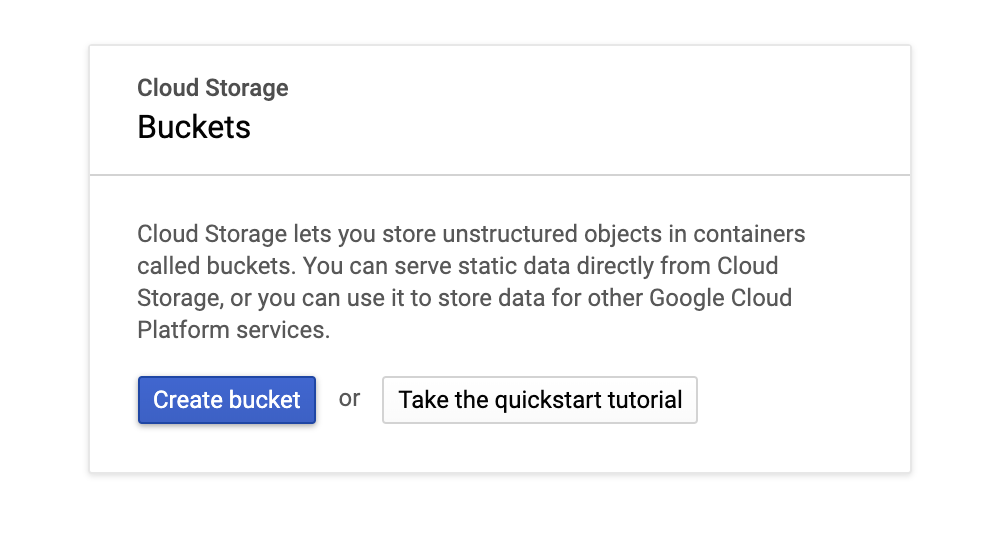 Cloud Storage
Buckets
Cloud Storage lets you store unstructured objects in containers
called buckets. You can serve static data directly from Cloud
Storage, or you can use it to store data for other Google Cloud
Platform services.
Create bucket or Take the quickstart tutorial